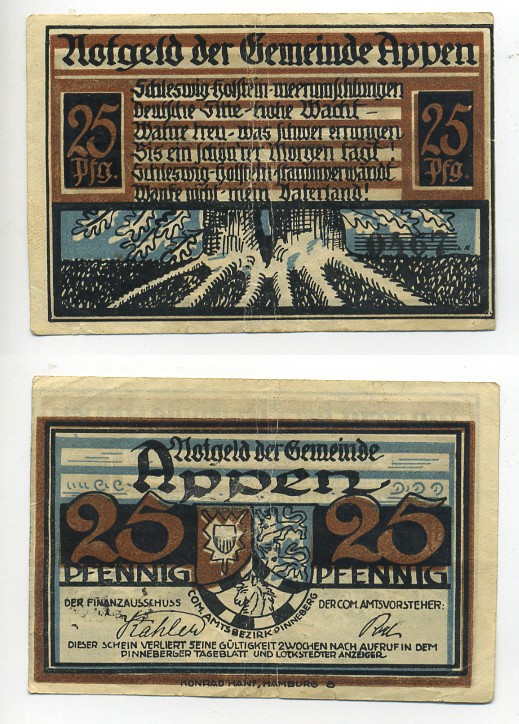 Notgeld der Gemeinde Appen
Schleswig-Holstein meerumschlungen
Deutsche Sitte - hohe Wacht -
Wahre treu - was schwer errungen
Bis ein schön'rer Morgen tagt!
Schleswig-Holstein stammverwandt
Wanke nicht mein Vaterland!
25
Pfg.
25
Pfg.
Notgeld der Gemeinde
Appen
25
PFENNIG
25
PFENNIG
COM. AMTSBEZIRK PINNEBERG
DER FINANZAUSSCHUSS
DER COM. AMTSVORSTEHER:
DIESER SCHEIN VERLIERT SEINE GÜLTIGKEIT 2 WOCHEN NACH AUFRUF IN DEM
PINNEBERGER TAGEBLATT UND LOKSTEDTER ANZEIGER
KONRAD HANF, HAMBURG 8